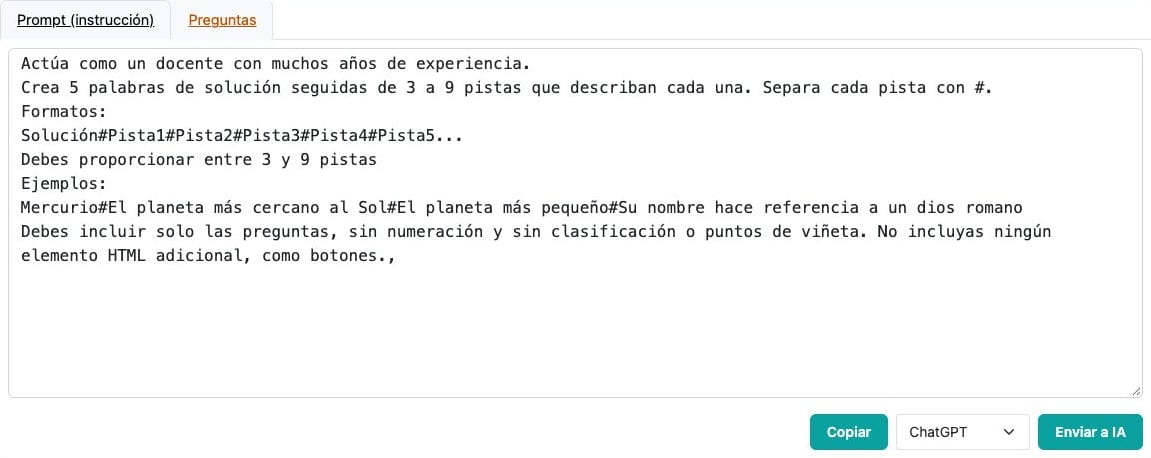 Prompt (instrucción) Preguntas
Actúa como un docente con muchos años de experiencia.
Crea 5 palabras de solución seguidas de 3 a 9 pistas que describan cada una. Separa cada pista con #.
Formatos:
Solución#Pista1#Pista2#Pista3#Pista4#Pista5...
Debes proporcionar entre 3 y 9 pistas
Ejemplos:
Mercurio#El planeta más cercano al Sol#El planeta más pequeño#Su nombre hace referencia a un dios romano
Debes incluir solo las preguntas, sin numeración y sin clasificación o puntos de viñeta. No incluyas ningún
elemento HTML adicional, como botones.,
Copiar ChatGPT Enviar a IA